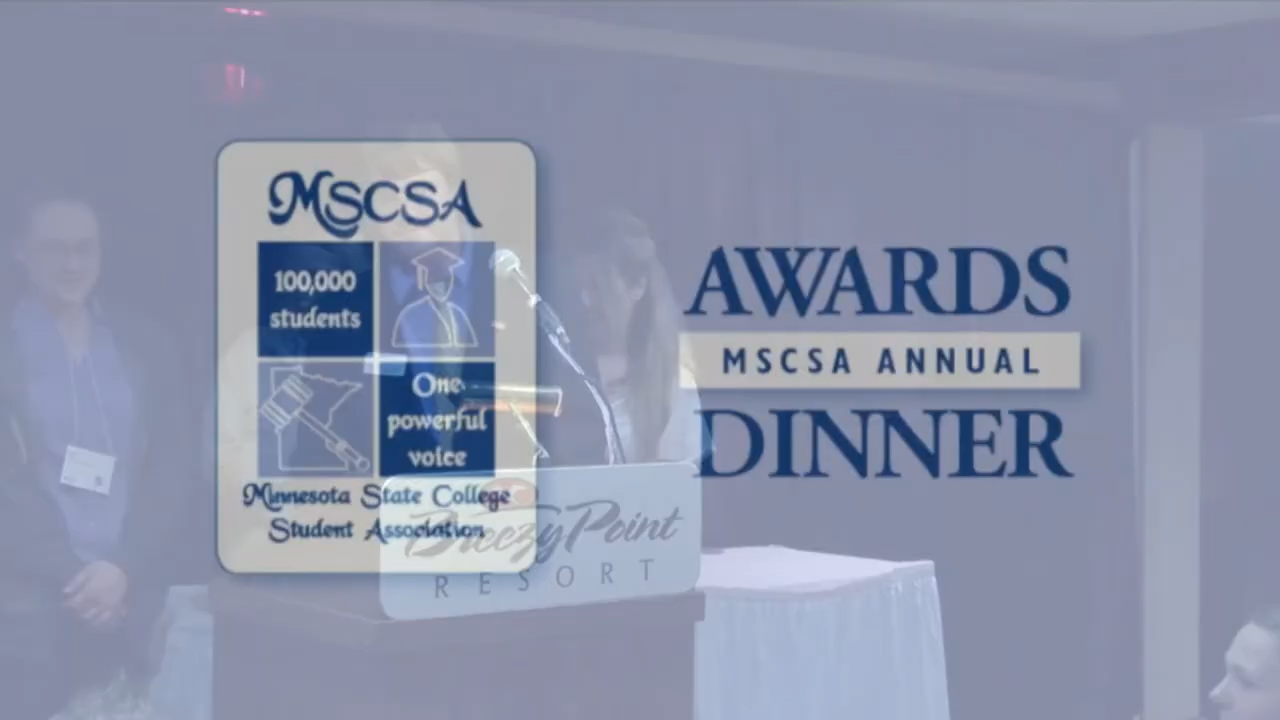 MSCSA
100,000
students
One
powerful
voice
Minnesota State College
Student Association
AWARDS
MSCSA ANNUAL
DINNER
Breezy Point
RESORT